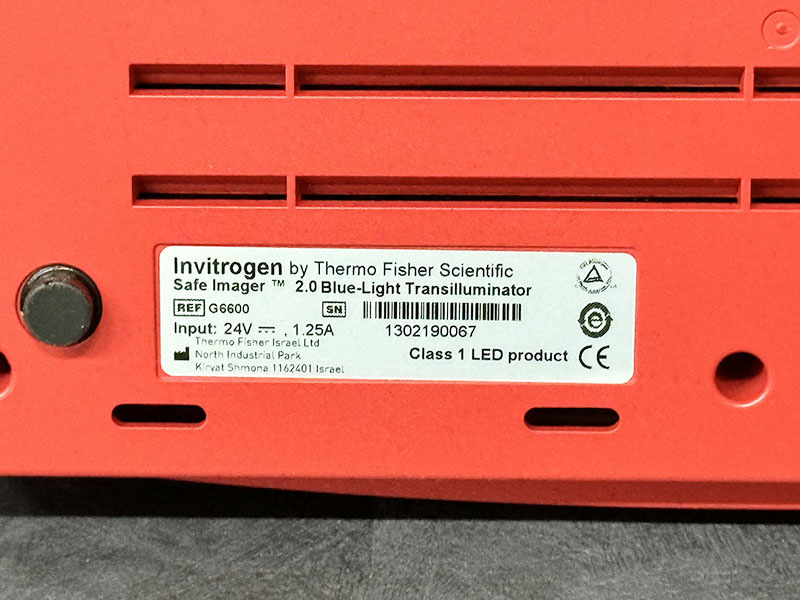 Invitrogen by Thermo Fisher Scientific
Safe Imager ™ 2.0 Blue-Light Transilluminator
REF G6600 SN
Input: 24V ⎓ , 1.25A 1302190067
Thermo Fisher Israel Ltd
North Industrial Park
Kiryat Shmona 1162401 Israel
Class 1 LED product CE